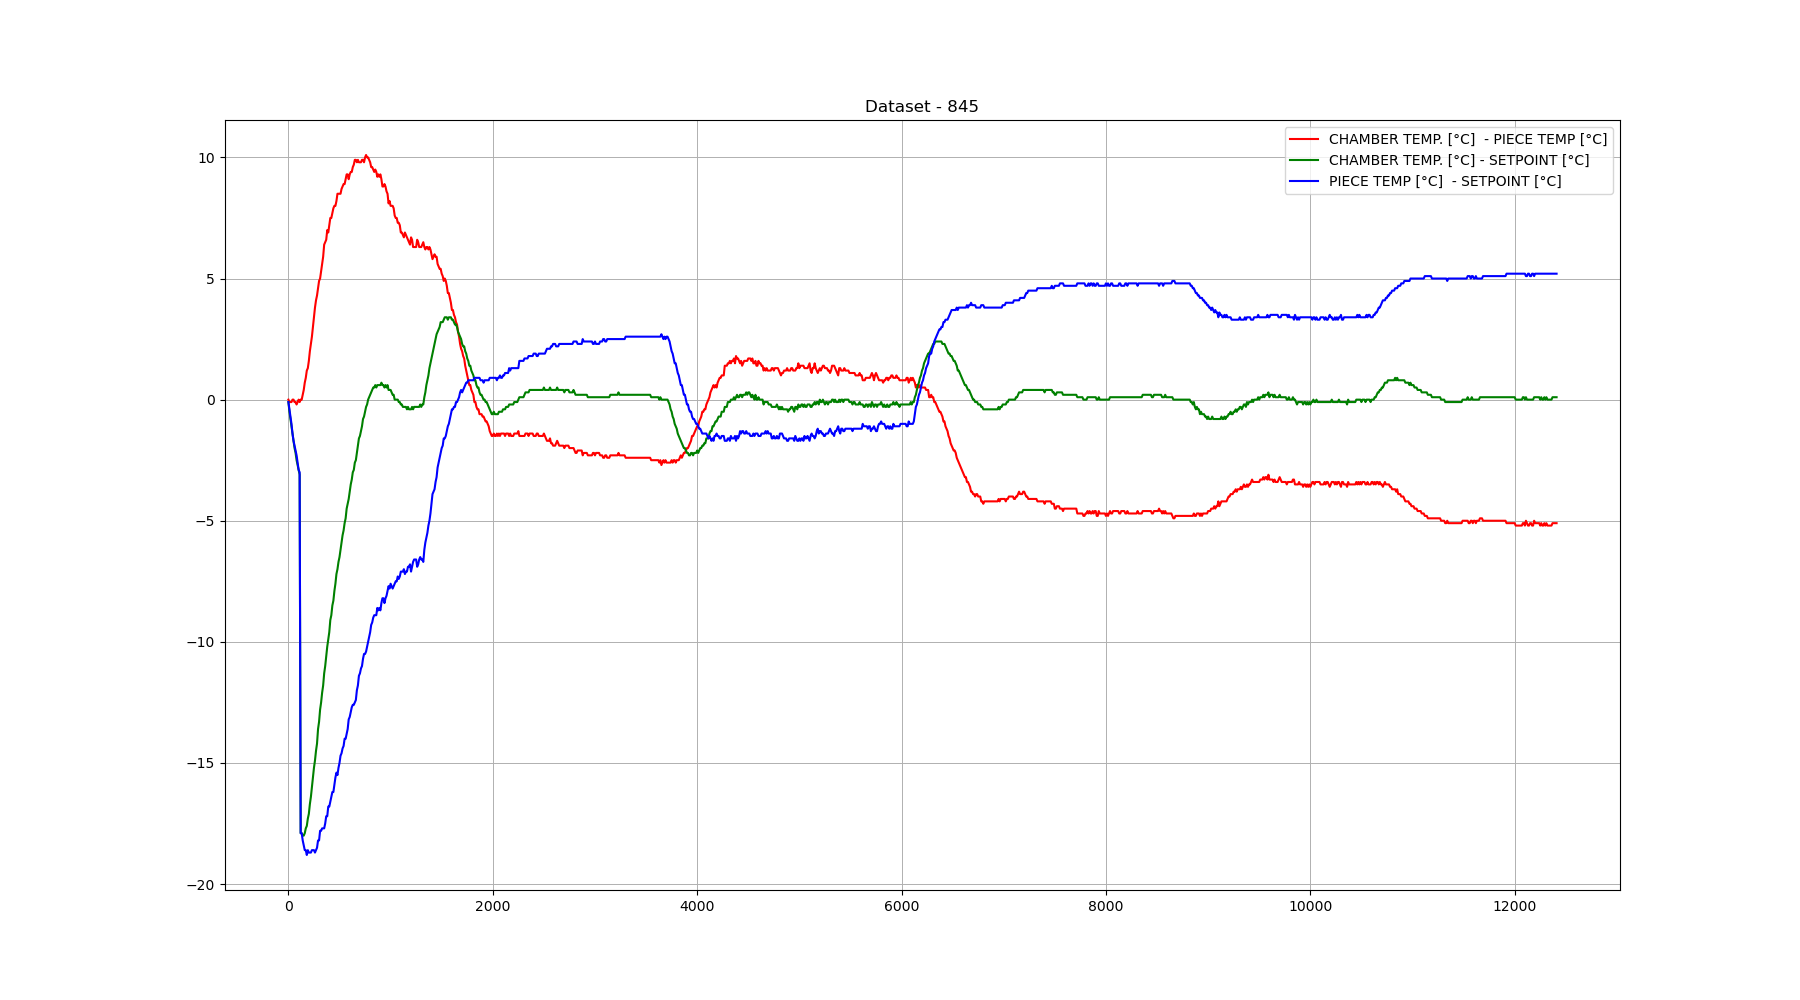 Dataset - 845
CHAMBER TEMP. [°C]  - PIECE TEMP [°C]
CHAMBER TEMP. [°C] - SETPOINT [°C]
PIECE TEMP [°C]  - SETPOINT [°C]
10
5
0
−5
−10
−15
−20
0 2000 4000 6000 8000 10000 12000